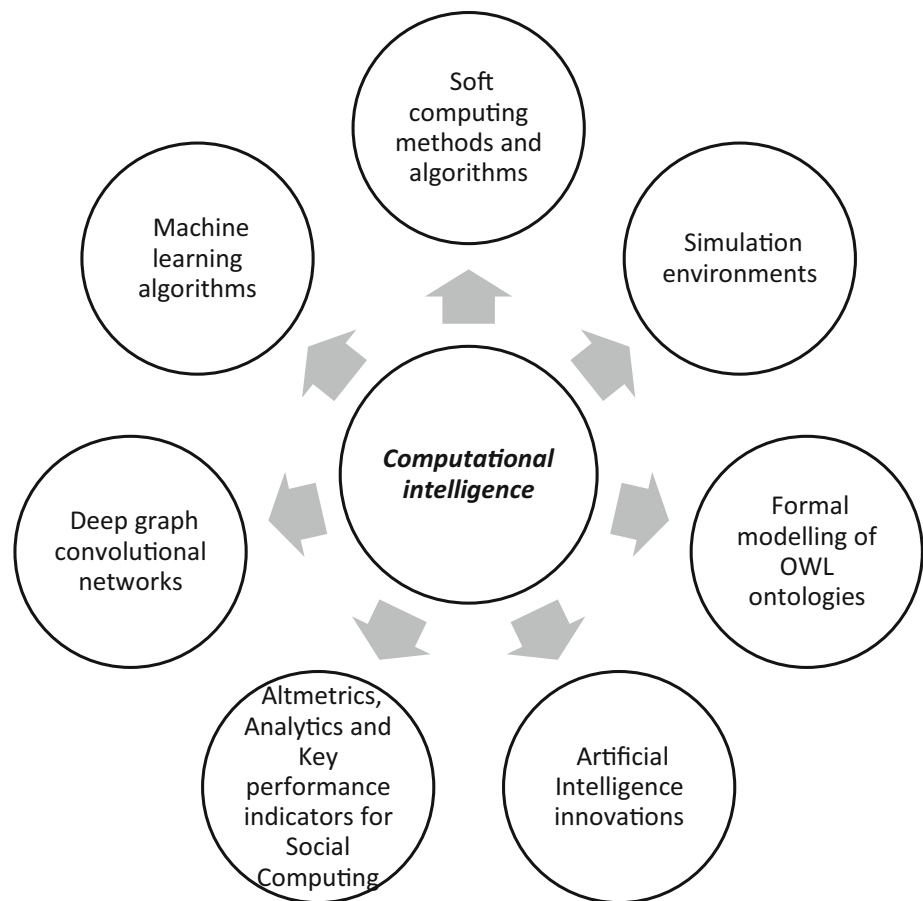 Soft
computing
methods and
algorithms
Machine
learning
algorithms
Simulation
environments
Computational
intelligence
Deep graph
convolutional
networks
Formal
modelling of
OWL
ontologies
Altmetrics,
Analytics and
Key
performance
indicators for
Social
Computing
Artificial
Intelligence
innovations